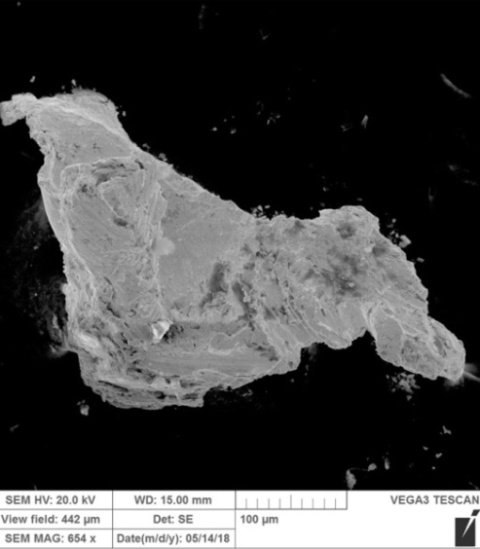 SEM HV: 20.0 kV WD: 15.00 mm VEGA3 TESCAN
View field: 442 µm Det: SE 100 µm
SEM MAG: 654 x Date(m/d/y): 05/14/18